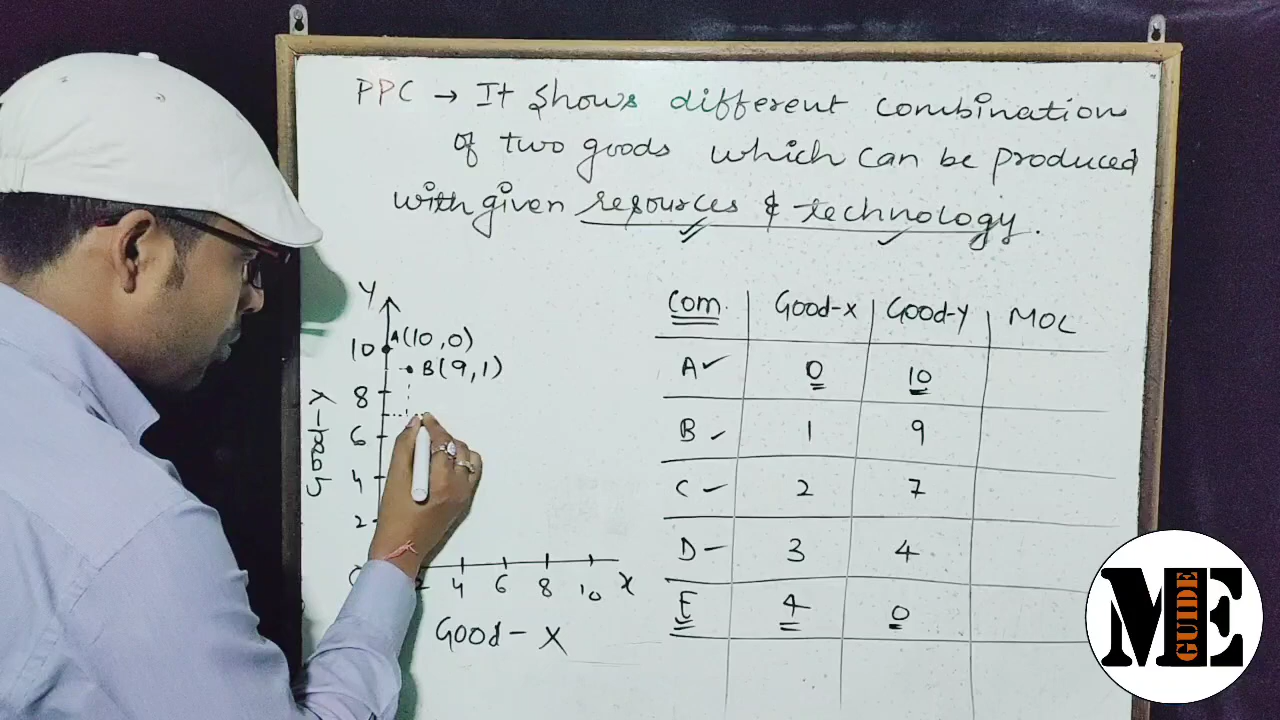 PPC → It shows different combination
of two goods which can be produced
with given resources & technology.
Y
10 A(10,0)
B(9,1)
8
6
4
2
4 6 8 10 X
Good-Y
Good-X
Com. Good-x Good-y MOC
A 0 10
B 1 9
C 2 7
D 3 4
E 4 0
ME
GUIDE